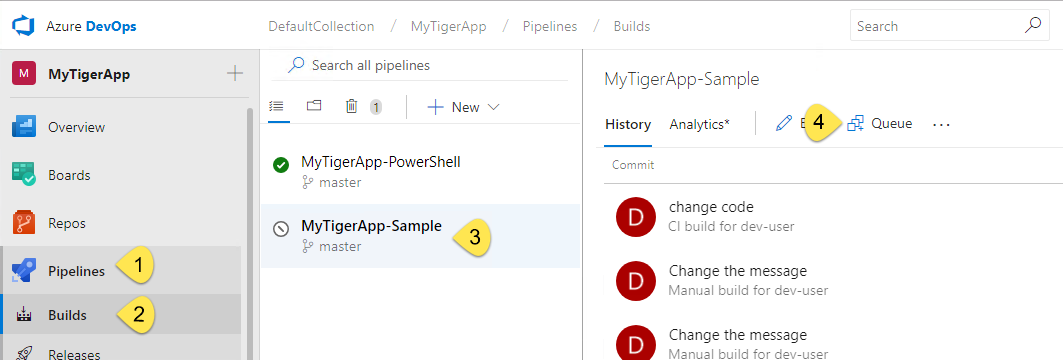 Azure DevOps
DefaultCollection / MyTigerApp / Pipelines / Builds
Search
M MyTigerApp
Overview
Boards
Repos
Pipelines
1
Builds
2
Releases
Search all pipelines
1
New
MyTigerApp-PowerShell
master
MyTigerApp-Sample
master
3
MyTigerApp-Sample
History Analytics* 4 Queue ...
Commit
D
change code
CI build for dev-user
D
Change the message
Manual build for dev-user
D
Change the message
Manual build for dev-user